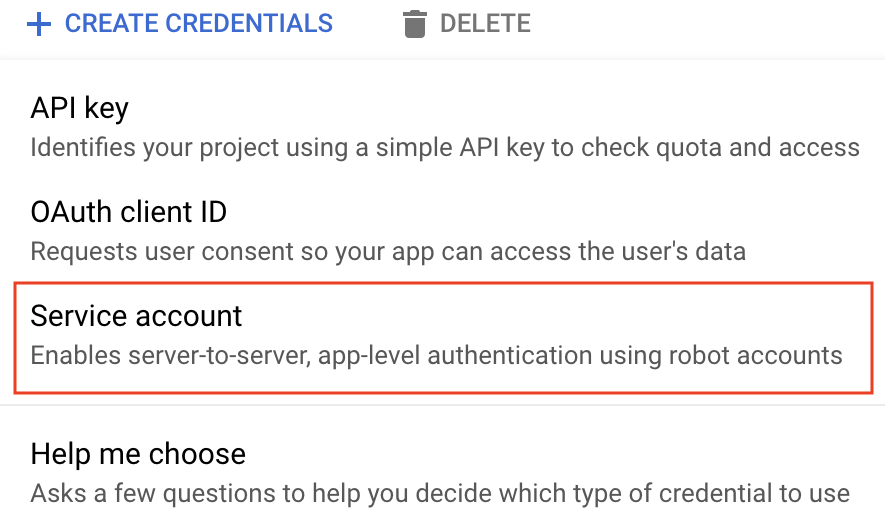 + CREATE CREDENTIALS DELETE
API key
Identifies your project using a simple API key to check quota and access
OAuth client ID
Requests user consent so your app can access the user's data
Service account
Enables server-to-server, app-level authentication using robot accounts
Help me choose
Asks a few questions to help you decide which type of credential to use